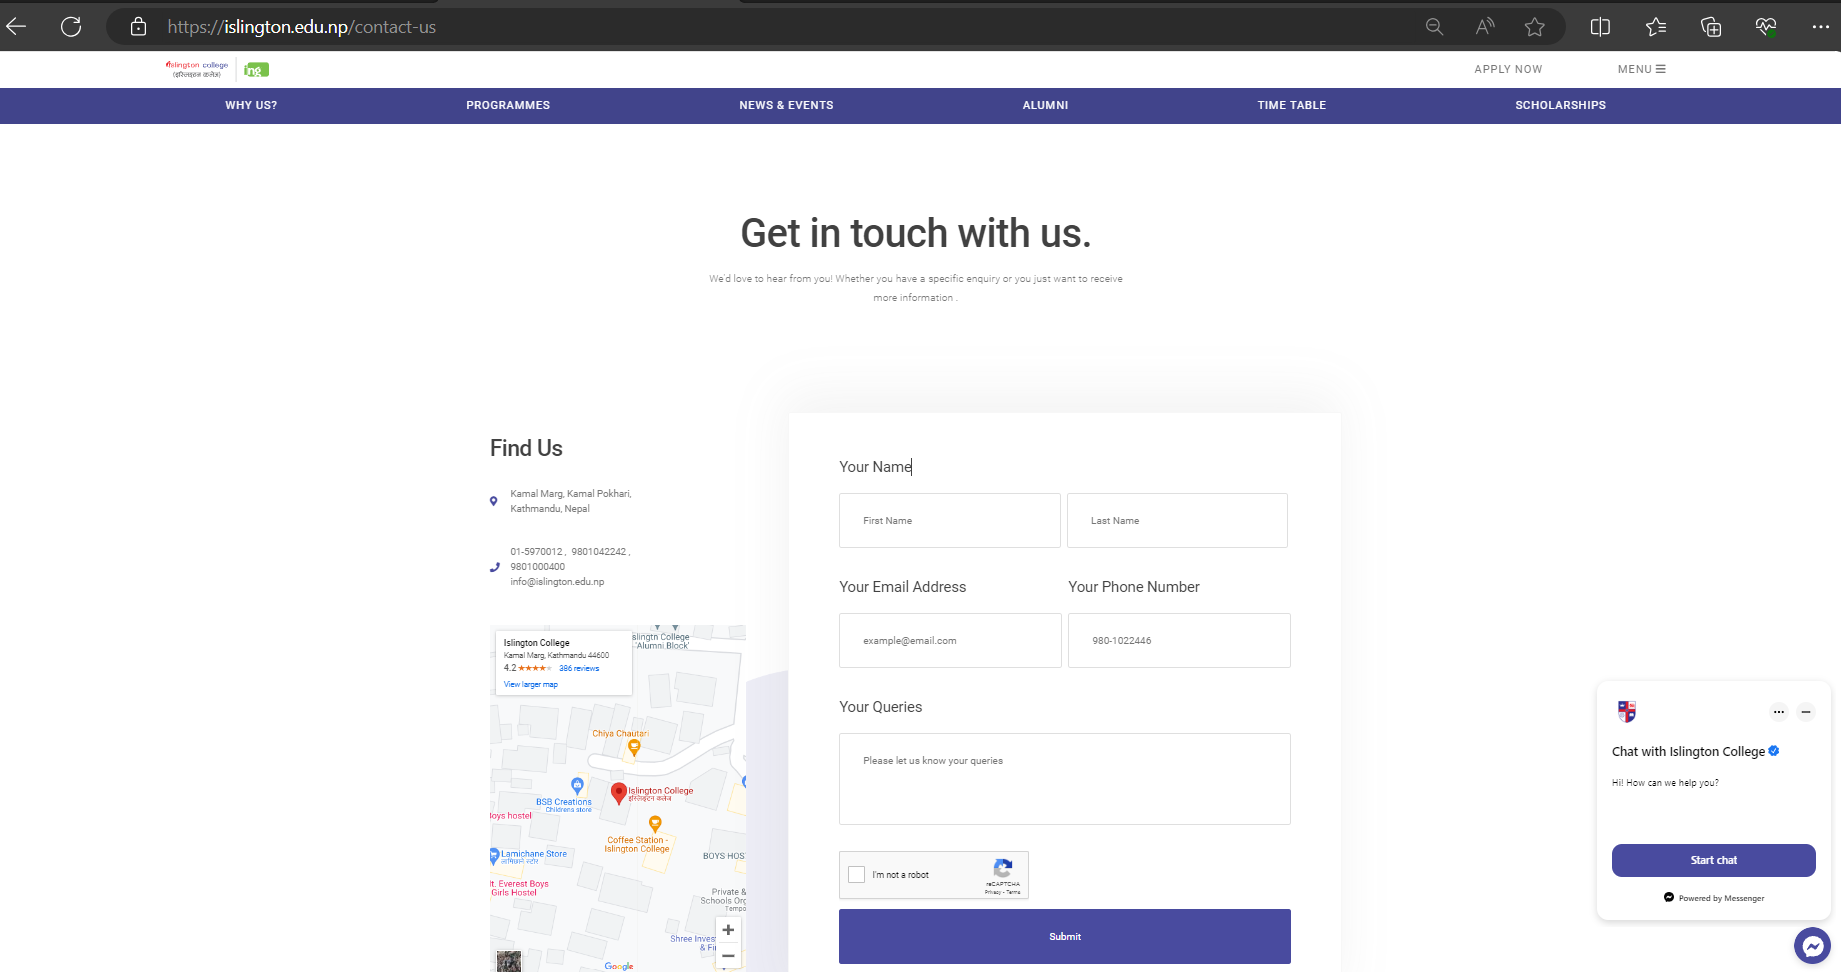 https://islington.edu.np/contact-us
islington college
(इस्लिङ्टन कलेज)
ing
APPLY NOW
MENU
WHY US?
PROGRAMMES
NEWS & EVENTS
ALUMNI
TIME TABLE
SCHOLARSHIPS
Get in touch with us.
We'd love to hear from you! Whether you have a specific enquiry or you just want to receive
more information .
Find Us
Kamal Marg, Kamal Pokhari,
Kathmandu, Nepal
01-5970012 , 9801042242 ,
9801000400
info@islington.edu.np
Islington College
Kamal Marg, Kathmandu 44600
4.2
386 reviews
View larger map
slingtn College
'Alumni Block'
Chiya Chautari
Islington College
इस्लिङ्टन कलेज
BSB Creations
Childrens store
loys hostel
Coffee Station -
Islington College
Lamichane Store
लामिछाने स्टोर
BOYS HOS
lt. Everest Boys
Girls Hostel
Private &
Schools Org
Tempo
Shree Inves
& Fi
Google
Your Name
First Name
Last Name
Your Email Address
Your Phone Number
example@email.com
980-1022446
Your Queries
Please let us know your queries
I'm not a robot
reCAPTCHA
Privacy - Terms
Submit
Chat with Islington College
Hi! How can we help you?
Start chat
Powered by Messenger